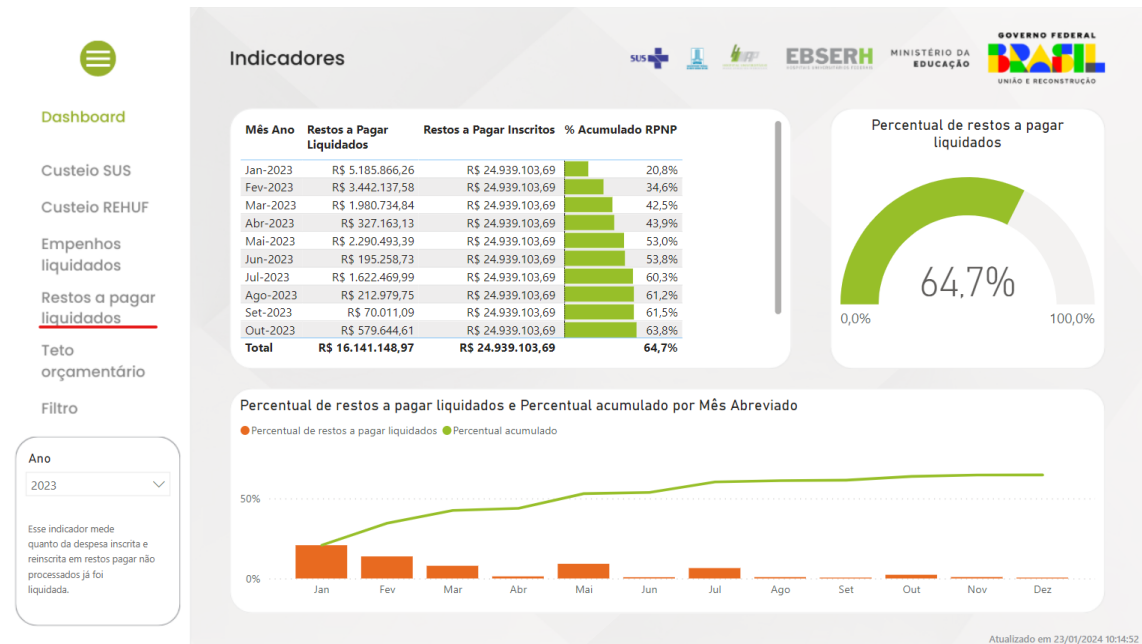 Indicadores
SUS
EBSERH
HOSPITAIS UNIVERSITÁRIOS FEDERAIS
MINISTÉRIO DA
EDUCAÇÃO
GOVERNO FEDERAL
BRASIL
UNIÃO E RECONSTRUÇÃO
Dashboard
Custeio SUS
Custeio REHUF
Empenhos
liquidados
Restos a pagar
liquidados
Teto
orçamentário
Filtro
Ano
2023
Esse indicador mede
quanto da despesa inscrita e
reinscrita em restos pagar não
processados já foi
liquidada.
Mês Ano Restos a Pagar Liquidados Restos a Pagar Inscritos % Acumulado RPNP
Jan-2023 R$ 5.185.866,26 R$ 24.939.103,69 20,8%
Fev-2023 R$ 3.442.137,58 R$ 24.939.103,69 34,6%
Mar-2023 R$ 1.980.734,84 R$ 24.939.103,69 42,5%
Abr-2023 R$ 327.163,13 R$ 24.939.103,69 43,9%
Mai-2023 R$ 2.290.493,39 R$ 24.939.103,69 53,0%
Jun-2023 R$ 195.258,73 R$ 24.939.103,69 53,8%
Jul-2023 R$ 1.622.469,99 R$ 24.939.103,69 60,3%
Ago-2023 R$ 212.979,75 R$ 24.939.103,69 61,2%
Set-2023 R$ 70.011,09 R$ 24.939.103,69 61,5%
Out-2023 R$ 579.644,61 R$ 24.939.103,69 63,8%
Total R$ 16.141.148,97 R$ 24.939.103,69 64,7%
Percentual de restos a pagar
liquidados
64,7%
0,0% 100,0%
Percentual de restos a pagar liquidados e Percentual acumulado por Mês Abreviado
Percentual de restos a pagar liquidados Percentual acumulado
50%
0%
Jan Fev Mar Abr Mai Jun Jul Ago Set Out Nov Dez
Atualizado em 23/01/2024 10:14:52